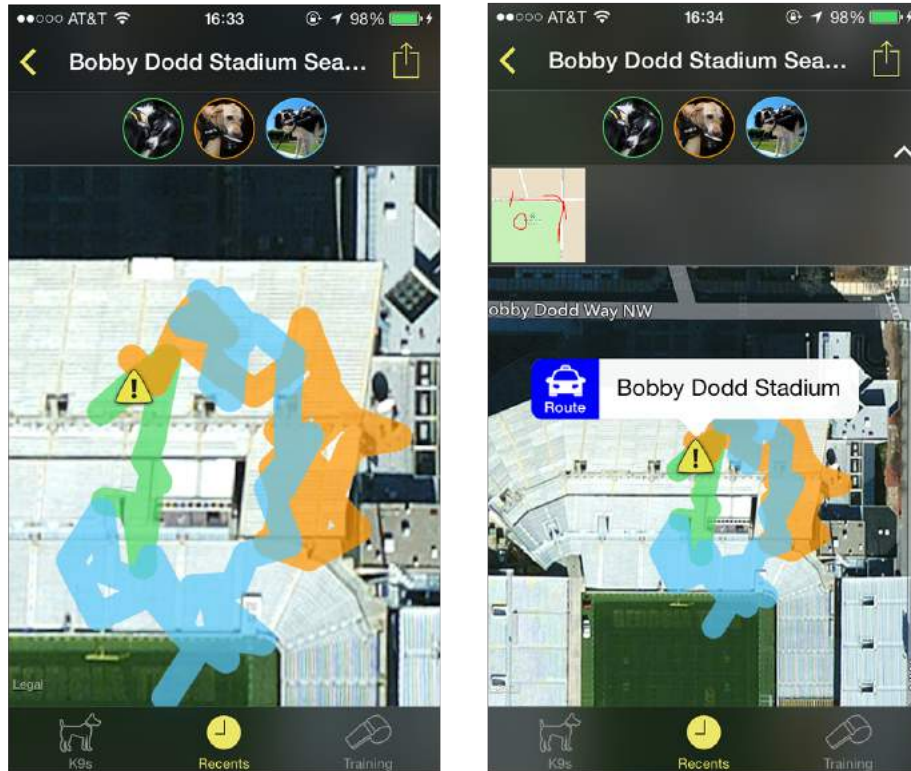 AT&T 16:33 98%
Bobby Dodd Stadium Sea...
Legal
K9s Recents Training
AT&T 16:34 98%
Bobby Dodd Stadium Sea...
obby Dodd Way NW
Route Bobby Dodd Stadium
K9s Recents Training